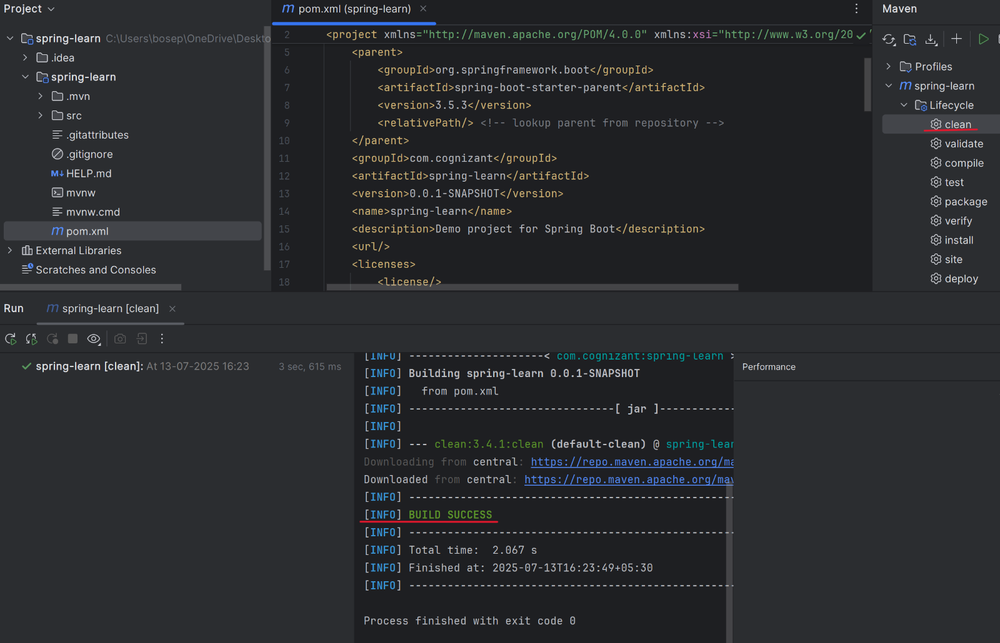 Project
spring-learn C:\Users\bosep\OneDrive\Deskto
.idea
spring-learn
.mvn
src
.gitattributes
.gitignore
M↓ HELP.md
mvnw
mvnw.cmd
m pom.xml
External Libraries
Scratches and Consoles
m pom.xml (spring-learn)
2 <project xmlns="http://maven.apache.org/POM/4.0.0" xmlns:xsi="http://www.w3.org/20
5 <parent>
6 <groupId>org.springframework.boot</groupId>
7 <artifactId>spring-boot-starter-parent</artifactId>
8 <version>3.5.3</version>
9 <relativePath/> <!-- lookup parent from repository -->
10 </parent>
11 <groupId>com.cognizant</groupId>
12 <artifactId>spring-learn</artifactId>
13 <version>0.0.1-SNAPSHOT</version>
14 <name>spring-learn</name>
15 <description>Demo project for Spring Boot</description>
16 <url/>
17 <licenses>
18 <license/>
Maven
Profiles
m spring-learn
Lifecycle
clean
validate
compile
test
package
verify
install
site
deploy
Run m spring-learn [clean]
spring-learn [clean]: At 13-07-2025 16:23 3 sec, 615 ms
[INFO] ---------------------< com.cognizant:spring-learn >
[INFO] Building spring-learn 0.0.1-SNAPSHOT
[INFO] from pom.xml
[INFO] --------------------------------[ jar ]------------
[INFO]
[INFO] --- clean:3.4.1:clean (default-clean) @ spring-lear
Downloading from central: https://repo.maven.apache.org/ma
Downloaded from central: https://repo.maven.apache.org/mav
[INFO] ---------------------------------------------------
[INFO] BUILD SUCCESS
[INFO] ---------------------------------------------------
[INFO] Total time: 2.067 s
[INFO] Finished at: 2025-07-13T16:23:49+05:30
[INFO] ---------------------------------------------------
Process finished with exit code 0
Performance